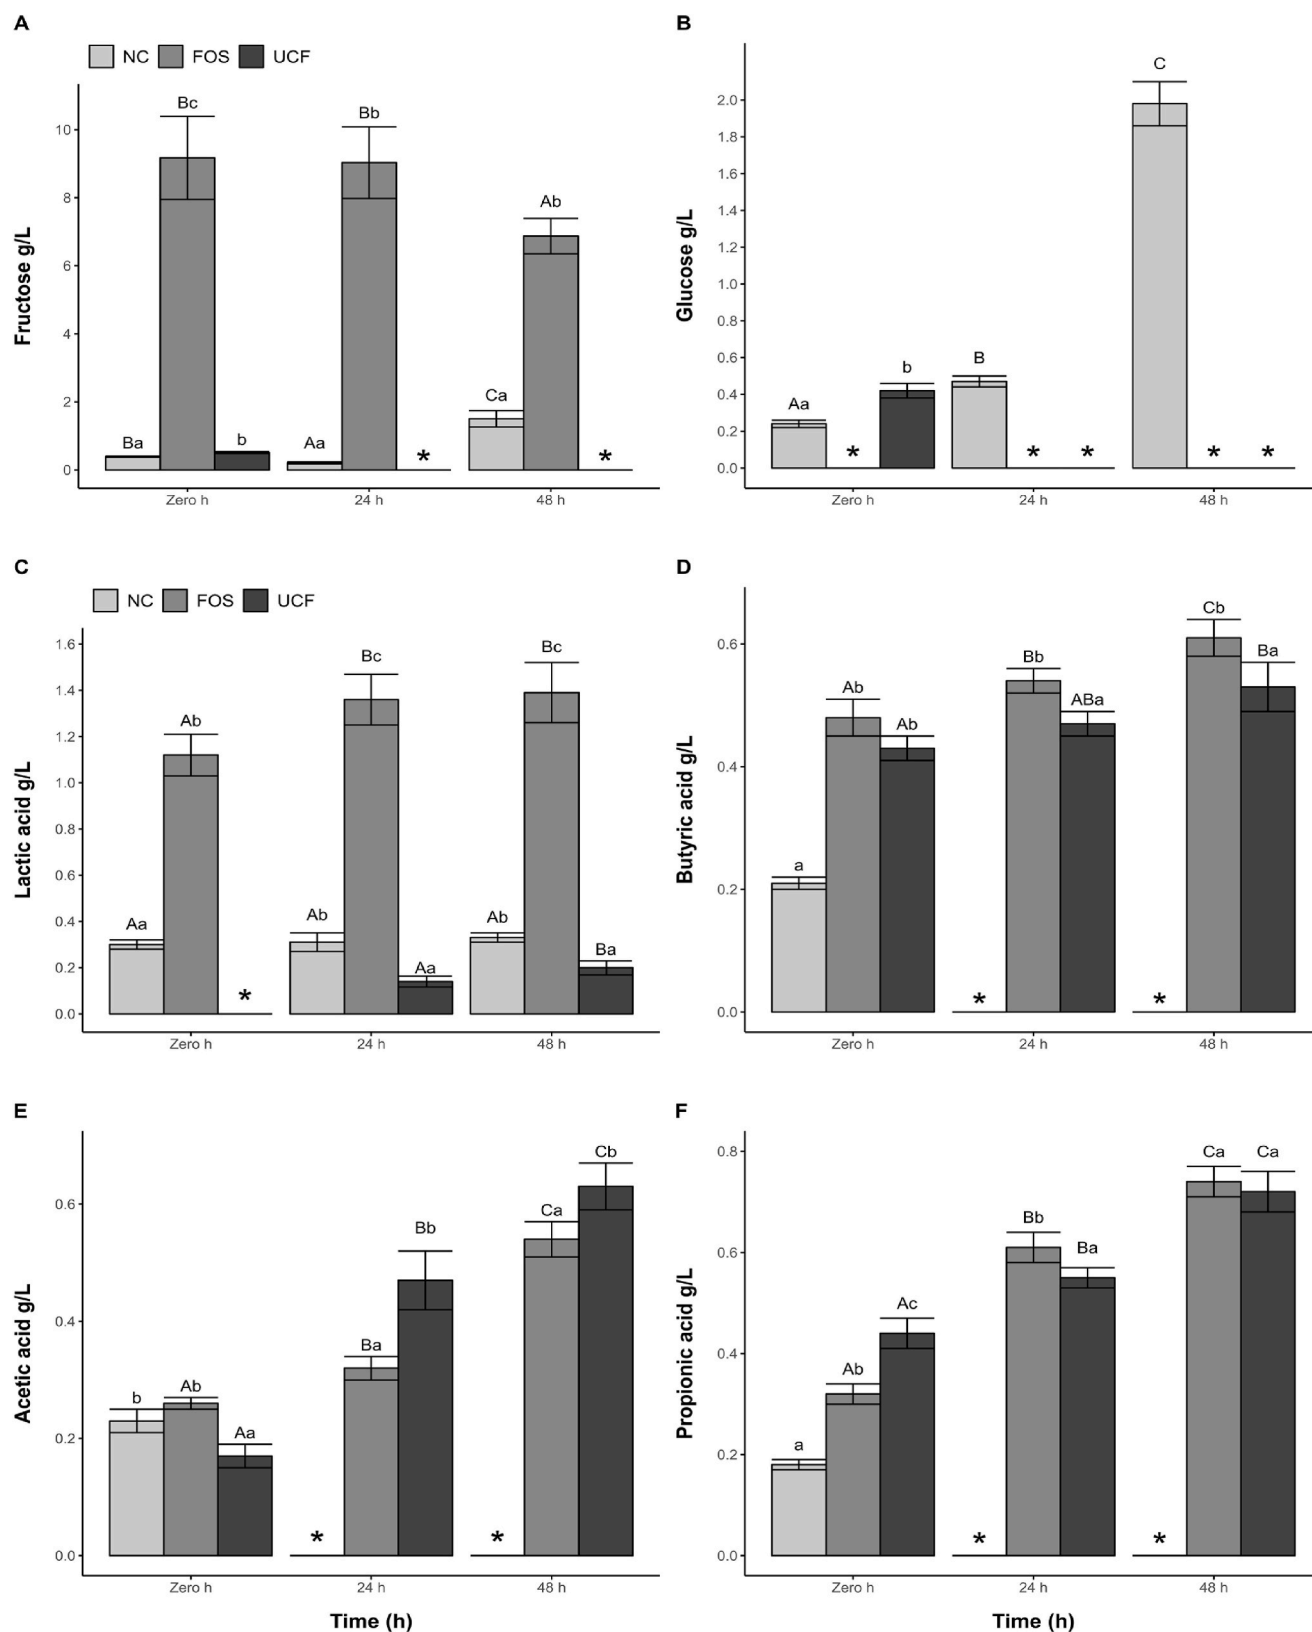 A
NC FOS UCF
Fructose g/L
10
8
6
4
2
0
Ba Bc b
Aa Bb *
Ca Ab *
Zero h 24 h 48 h
B
Glucose g/L
2.0
1.8
1.6
1.4
1.2
1.0
0.8
0.6
0.4
0.2
0.0
Aa * b
B * *
C * *
Zero h 24 h 48 h
C
NC FOS UCF
Lactic acid g/L
1.6
1.4
1.2
1.0
0.8
0.6
0.4
0.2
0.0
Aa Ab *
Ab Bc Aa
Ab Bc Ba
Zero h 24 h 48 h
D
Butyric acid g/L
0.6
0.4
0.2
0.0
a Ab Ab
* Bb ABa
* Cb Ba
Zero h 24 h 48 h
E
Acetic acid g/L
0.6
0.4
0.2
0.0
b Ab Aa
* Ba Bb
* Ca Cb
Zero h 24 h 48 h
Time (h)
F
Propionic acid g/L
0.8
0.6
0.4
0.2
0.0
a Ab Ac
* Bb Ba
* Ca Ca
Zero h 24 h 48 h
Time (h)